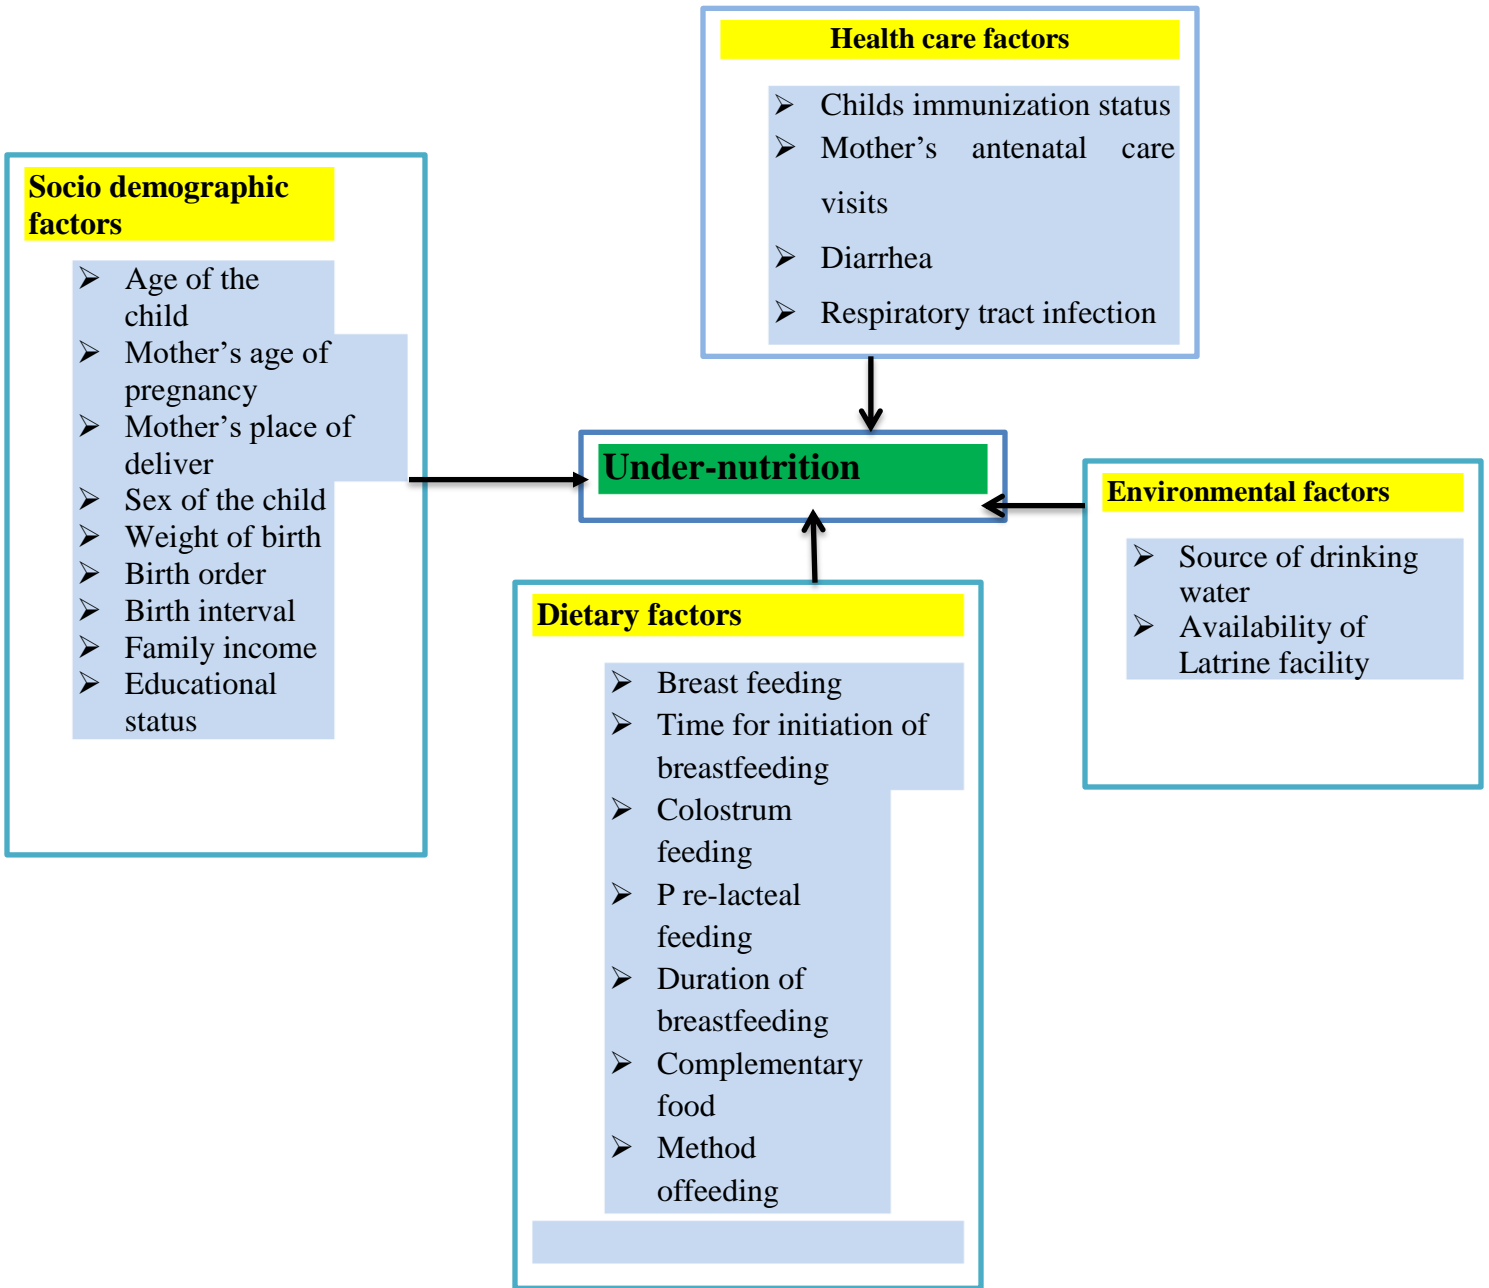 Health care factors
➢ Childs immunization status
➢ Mother’s antenatal care
visits
➢ Diarrhea
➢ Respiratory tract infection
Socio demographic
factors
➢ Age of the
child
➢ Mother’s age of
pregnancy
➢ Mother’s place of
deliver
➢ Sex of the child
➢ Weight of birth
➢ Birth order
➢ Birth interval
➢ Family income
➢ Educational
status
Under-nutrition
Environmental factors
➢ Source of drinking
water
➢ Availability of
Latrine facility
Dietary factors
➢ Breast feeding
➢ Time for initiation of
breastfeeding
➢ Colostrum
feeding
➢ P re-lacteal
feeding
➢ Duration of
breastfeeding
➢ Complementary
food
➢ Method
offeeding